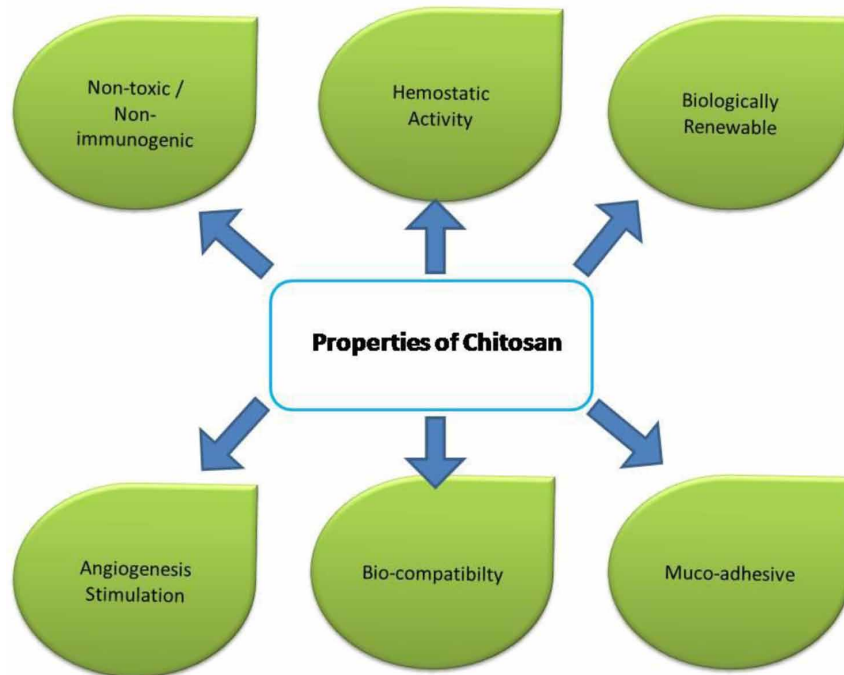 Non-toxic /
Non-
immunogenic
Hemostatic
Activity
Biologically
Renewable
Properties of Chitosan
Angiogenesis
Stimulation
Bio-compatibilty
Muco-adhesive